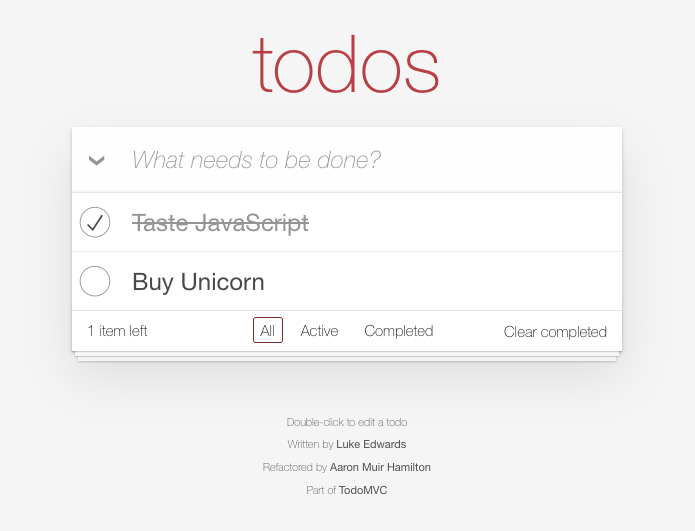 todos
What needs to be done?
Taste JavaScript
Buy Unicorn
1 item left All Active Completed Clear completed
Double-click to edit a todo
Written by Luke Edwards
Refactored by Aaron Muir Hamilton
Part of TodoMVC